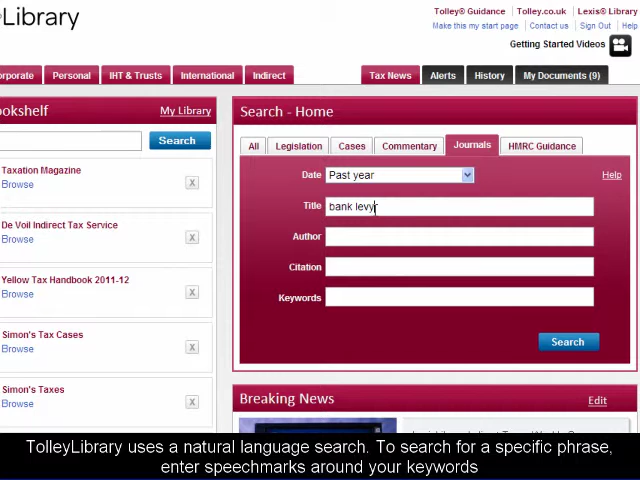 Library
Tolley® Guidance Tolley.co.uk Lexis® Library
Make this my start page Contact us Sign Out Help
Getting Started Videos
orporate Personal IHT & Trusts International Indirect Tax News Alerts History My Documents (9)
ookshelf My Library
Search
Taxation Magazine
Browse
De Voil Indirect Tax Service
Browse
Yellow Tax Handbook 2011-12
Browse
Simon's Tax Cases
Browse
Simon's Taxes
Browse
Search - Home
All Legislation Cases Commentary Journals HMRC Guidance
Date Past year Help
Title bank levy
Author
Citation
Keywords
Search
Breaking News Edit
TolleyLibrary uses a natural language search. To search for a specific phrase,
enter speechmarks around your keywords